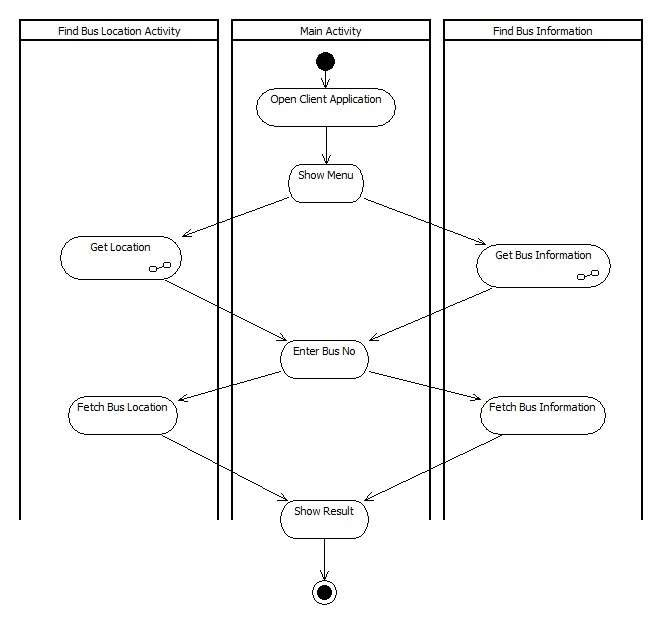 Find Bus Location Activity
Main Activity
Find Bus Information
Open Client Application
Show Menu
Get Location
Get Bus Information
Enter Bus No
Fetch Bus Location
Fetch Bus Information
Show Result